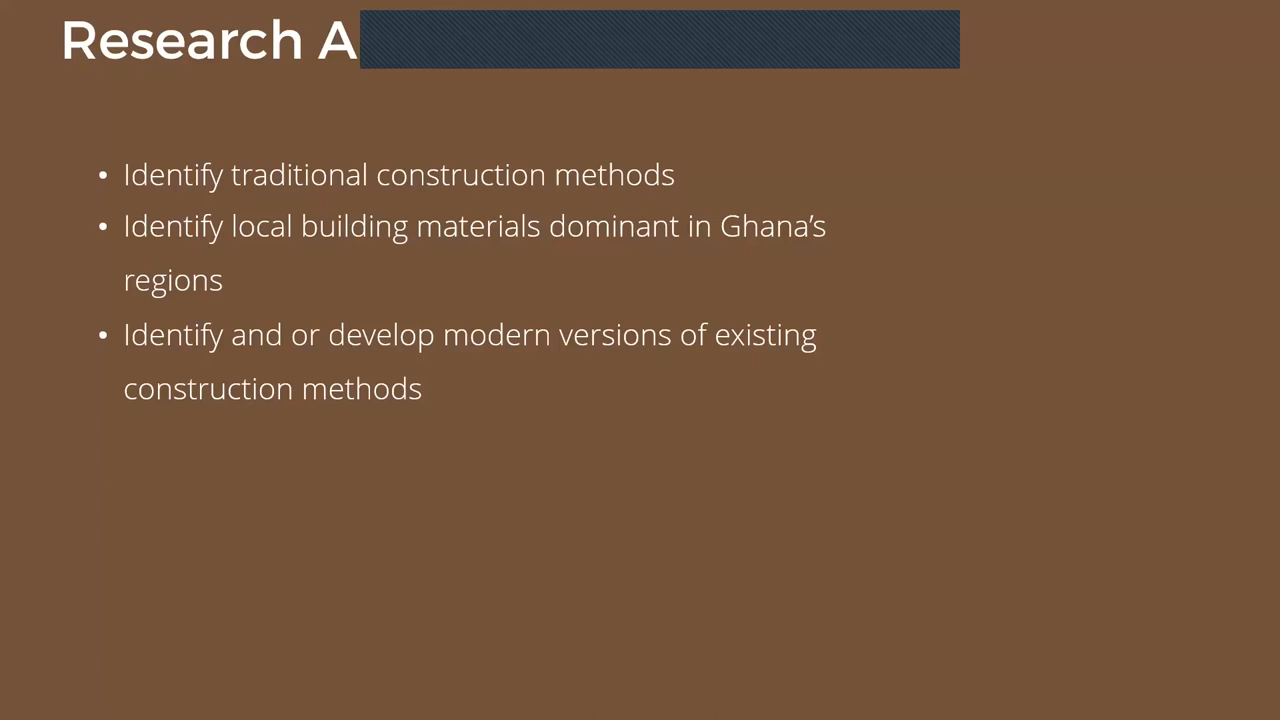 Research A
• Identify traditional construction methods
• Identify local building materials dominant in Ghana’s
regions
• Identify and or develop modern versions of existing
construction methods